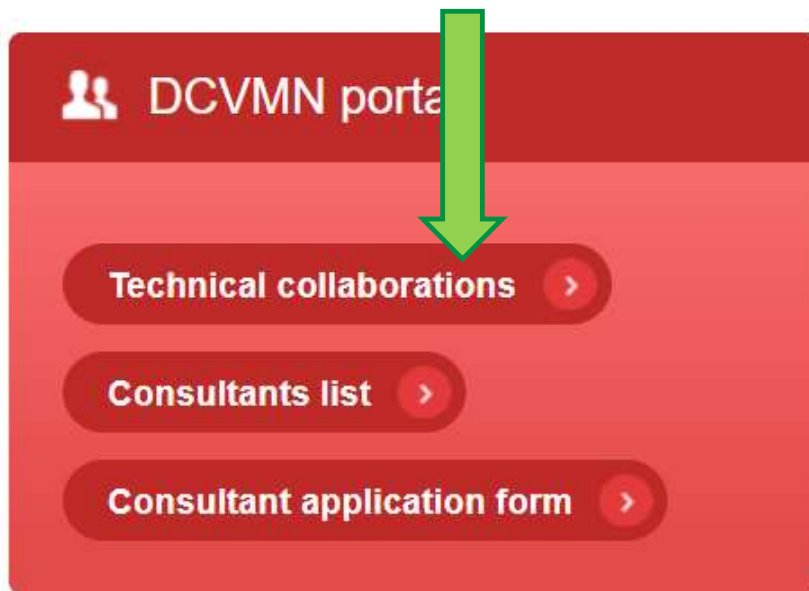 DCVMN porta
Technical collaborations
Consultants list
Consultant application form